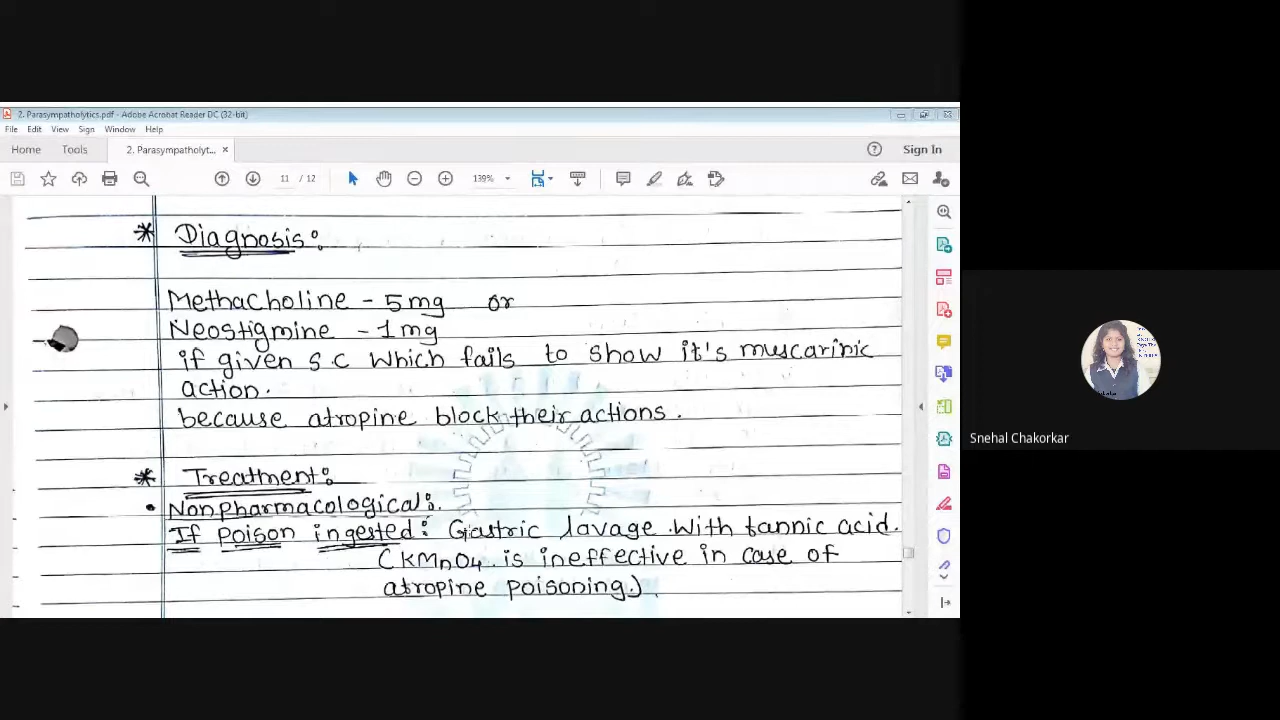 2. Parasympatholytics.pdf - Adobe Acrobat Reader DC (32-bit)
File Edit View Sign Window Help
Home Tools 2. Parasympatholyt... × Sign In
11 / 12 139%
* Diagnosis:
Methacholine - 5mg or
Neostigmine - 1mg
if given s c which fails to show it's muscarinic
action.
because atropine block their actions.
* Treatment:
• Nonpharmacological:
If poison ingested: Gastric lavage with tannic acid.
(KMnO4 is ineffective in case of
atropine poisoning.)
Snehal Chakorkar